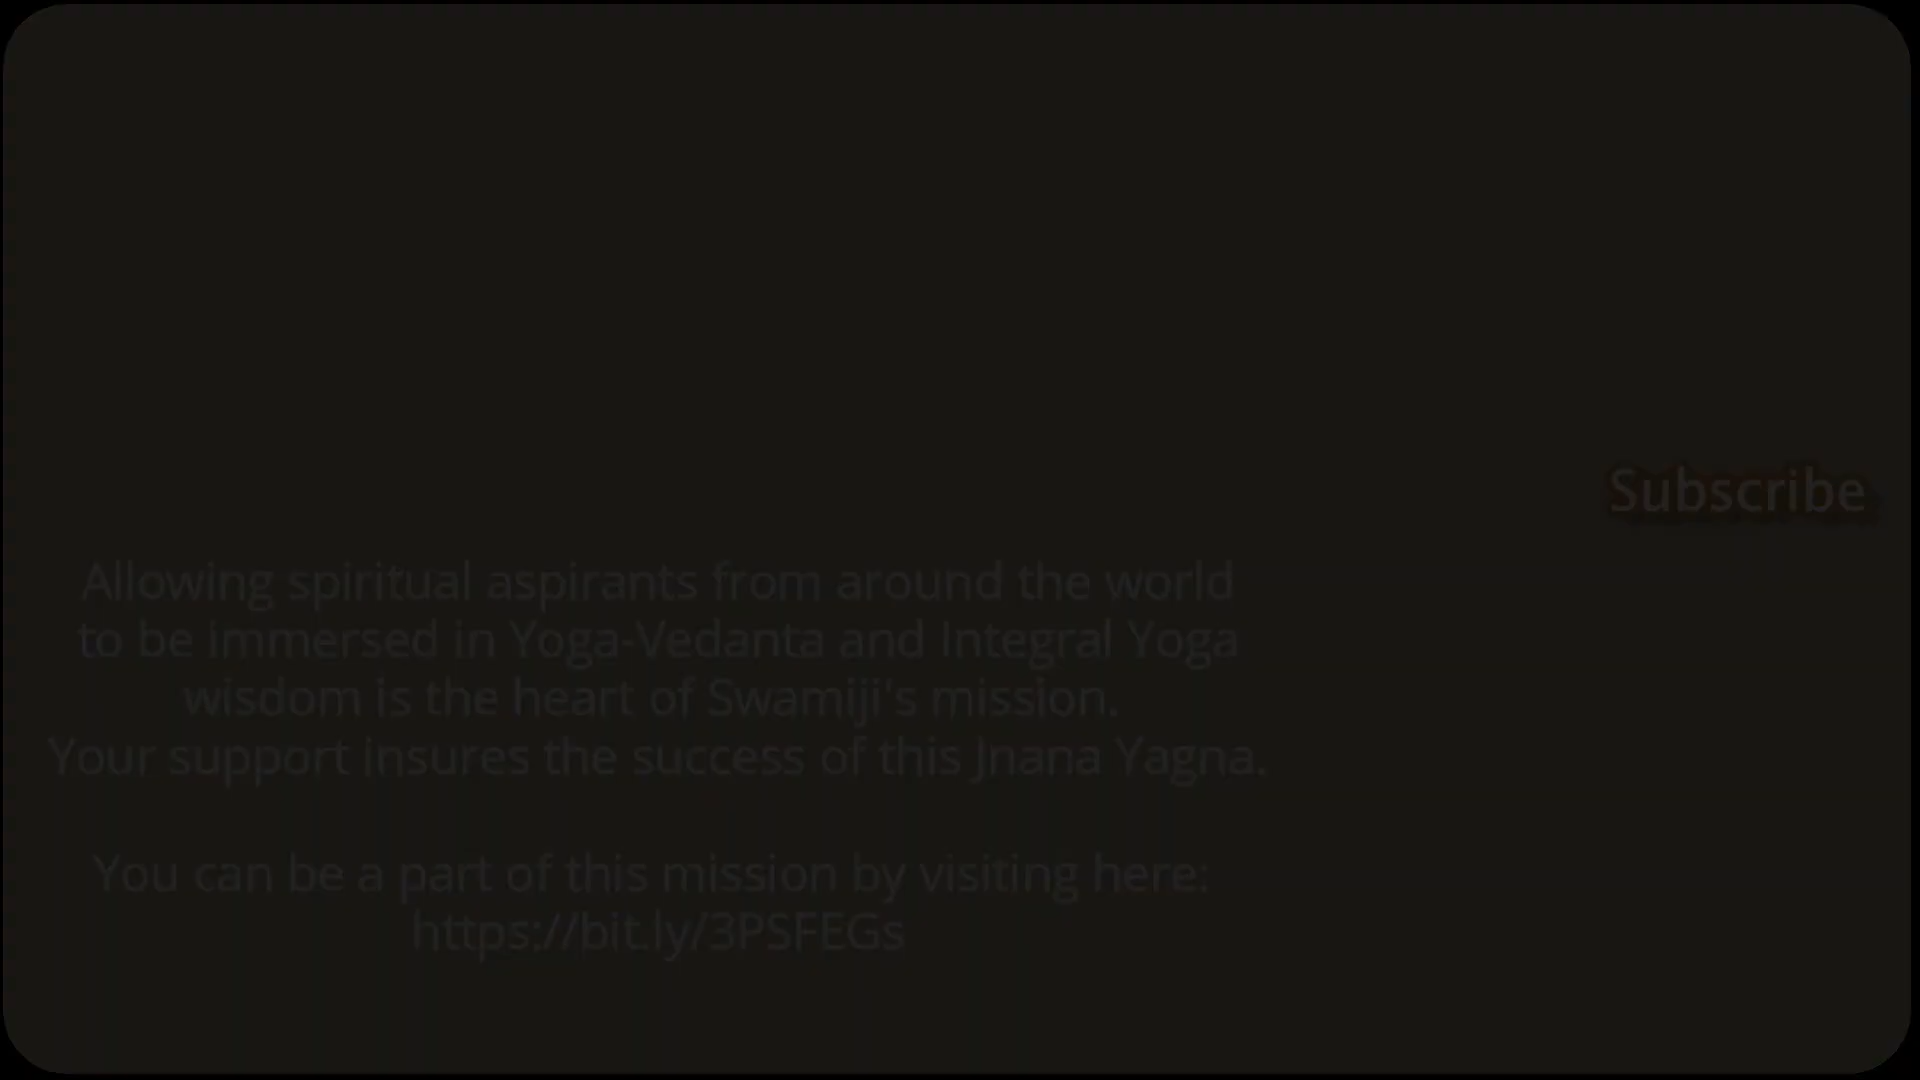 Subscribe
Allowing spiritual aspirants from around the world
to be immersed in Yoga-Vedanta and Integral Yoga
wisdom is the heart of Swamiji's mission.
Your support insures the success of this Jnana Yagna.
You can be a part of this mission by visiting here:
https://bit.ly/3PSFEGs